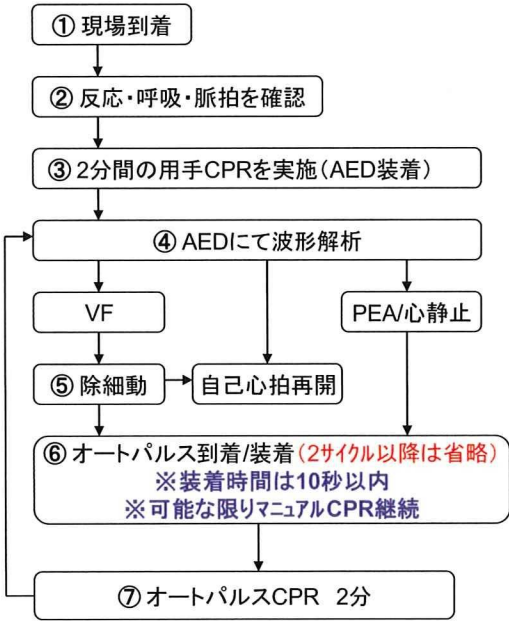 ① 現場到着
② 反応・呼吸・脈拍を確認
③ 2分間の用手CPRを実施(AED装着)
④ AEDにて波形解析
VF
PEA/心静止
⑤ 除細動
自己心拍再開
⑥ オートパルス到着/装着(2サイクル以降は省略)
※装着時間は10秒以内
※可能な限りマニュアルCPR継続
⑦ オートパルスCPR 2分